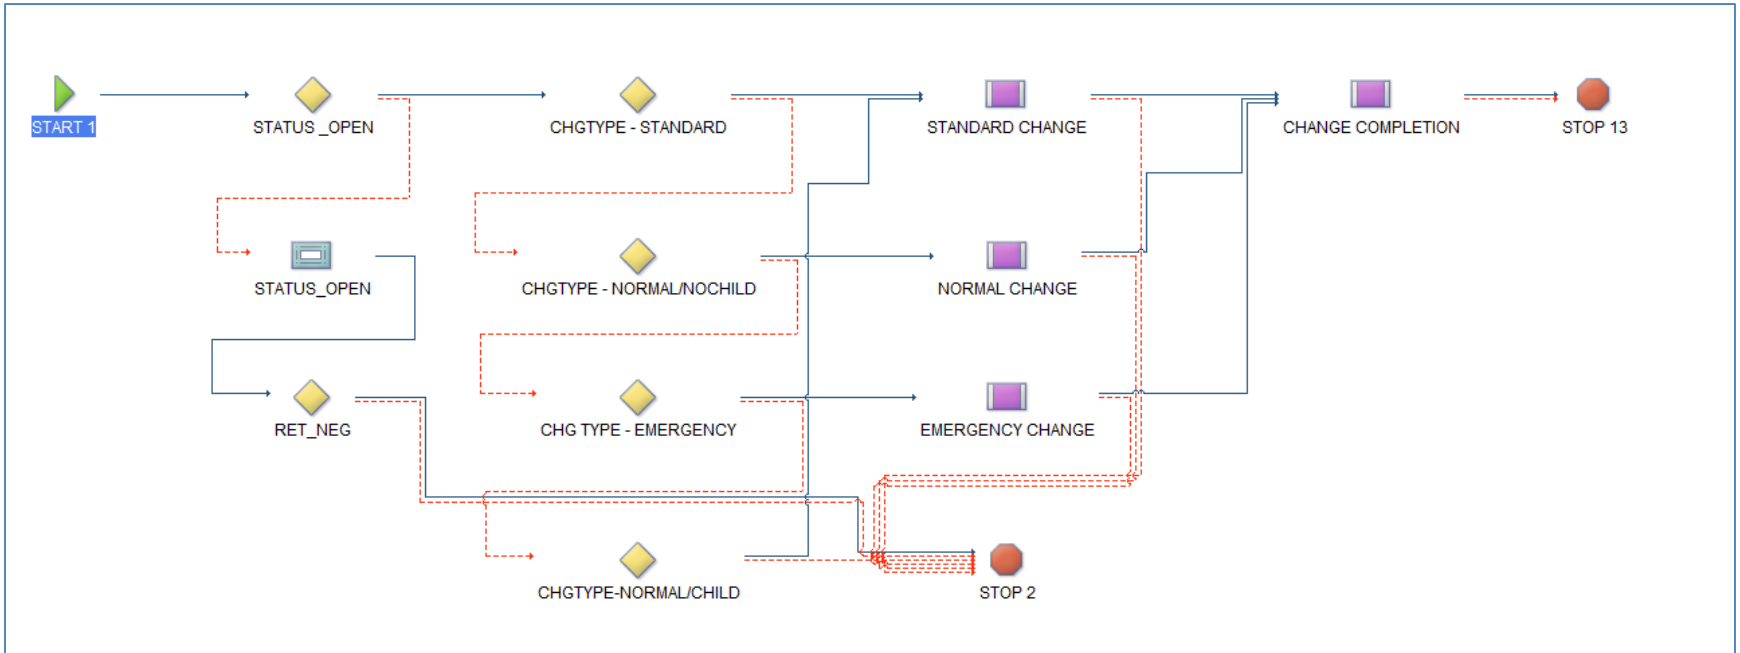 START 1
STATUS _OPEN
CHGTYPE - STANDARD
STANDARD CHANGE
CHANGE COMPLETION
STOP 13
STATUS_OPEN
CHGTYPE - NORMAL/NOCHILD
NORMAL CHANGE
RET_NEG
CHG TYPE - EMERGENCY
EMERGENCY CHANGE
CHGTYPE-NORMAL/CHILD
STOP 2